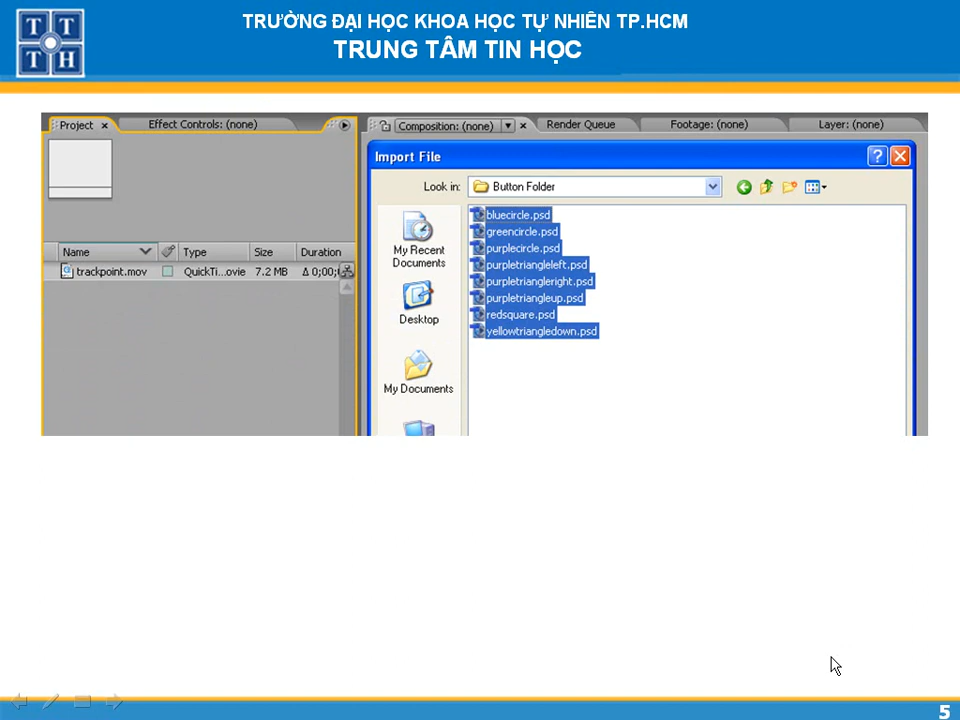 TRƯỜNG ĐẠI HỌC KHOA HỌC TỰ NHIÊN TP.HCM
TRUNG TÂM TIN HỌC
T T
T H
Project
Effect Controls: (none)
Composition: (none)
Render Queue
Footage: (none)
Layer: (none)
Import File
Look in:
Button Folder
bluecircle.psd
greencircle.psd
purplecircle.psd
purpletriangleleft.psd
purpletriangleright.psd
purpletriangleup.psd
redsquare.psd
yellowtriangledown.psd
My Recent
Documents
Desktop
My Documents
Name
Type
Size
Duration
trackpoint.mov
QuickTi...ovie
7.2 MB
Δ 0;00;
5